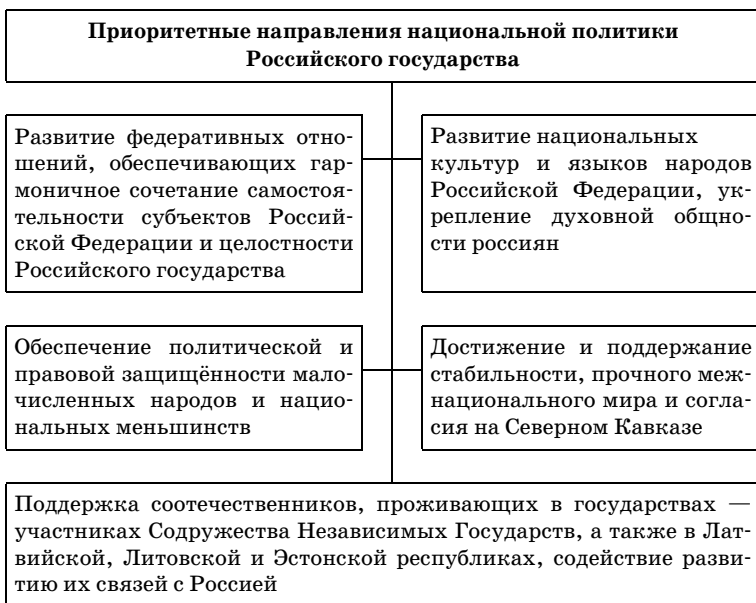 Приоритетные направления национальной политики
Российского государства
Развитие федеративных отно-
шений, обеспечивающих гар-
моничное сочетание самостоя-
тельности субъектов Россий-
ской Федерации и целостности
Российского государства
Развитие национальных
культур и языков народов
Российской Федерации, ук-
репление духовной общно-
сти россиян
Обеспечение политической и
правовой защищённости мало-
численных народов и нацио-
нальных меньшинств
Достижение и поддержание
стабильности, прочного меж-
национального мира и согла-
сия на Северном Кавказе
Поддержка соотечественников, проживающих в государствах —
участниках Содружества Независимых Государств, а также в Лат-
вийской, Литовской и Эстонской республиках, содействие разви-
тию их связей с Россией